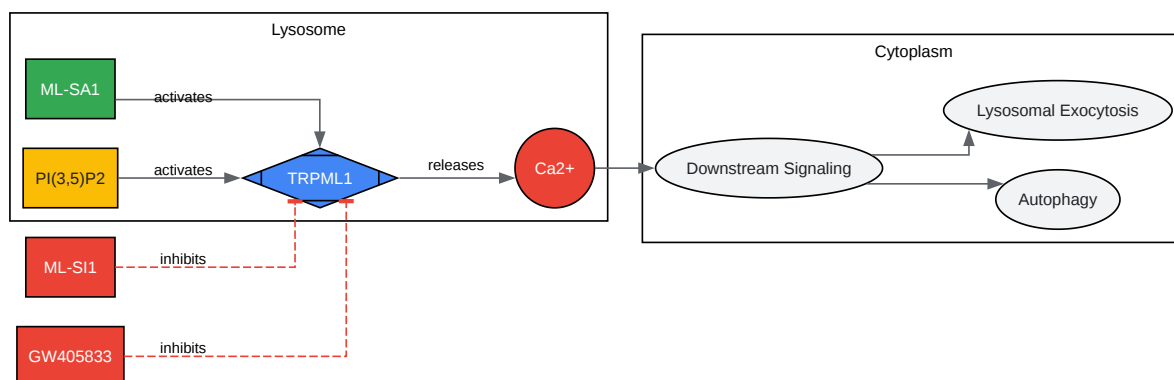 Lysosome
Cytoplasm
ML-SA1
activates
Lysosomal Exocytosis
PI(3,5)P2
activates
TRPML1
releases
Ca2+
Downstream Signaling
Autophagy
ML-SI1
inhibits
GW405833
inhibits